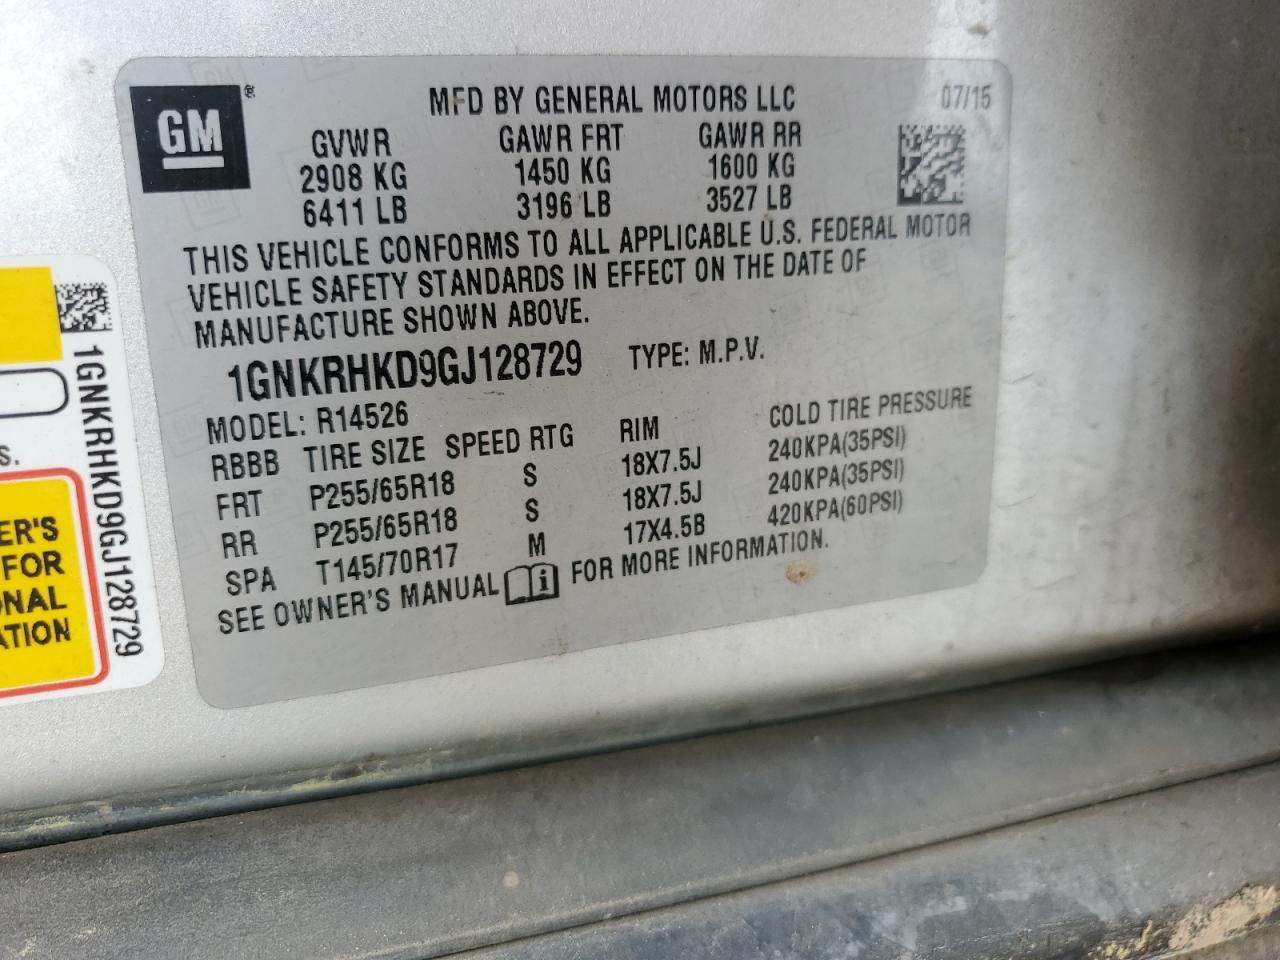 GM®
MFD BY GENERAL MOTORS LLC 07/15
GVWR GAWR FRT GAWR RR
2908 KG 1450 KG 1600 KG
6411 LB 3196 LB 3527 LB
THIS VEHICLE CONFORMS TO ALL APPLICABLE U.S. FEDERAL MOTOR
VEHICLE SAFETY STANDARDS IN EFFECT ON THE DATE OF
MANUFACTURE SHOWN ABOVE.
1GNKRHKD9GJ128729 TYPE: M.P.V.
MODEL: R14526
RBBB TIRE SIZE SPEED RTG RIM COLD TIRE PRESSURE
FRT P255/65R18 S 18X7.5J 240KPA(35PSI)
RR P255/65R18 S 18X7.5J 240KPA(35PSI)
SPA T145/70R17 M 17X4.5B 420KPA(60PSI)
SEE OWNER'S MANUAL FOR MORE INFORMATION.
1GNKRHKD9GJ128729
S.
ER'S
FOR
ONAL
ATION